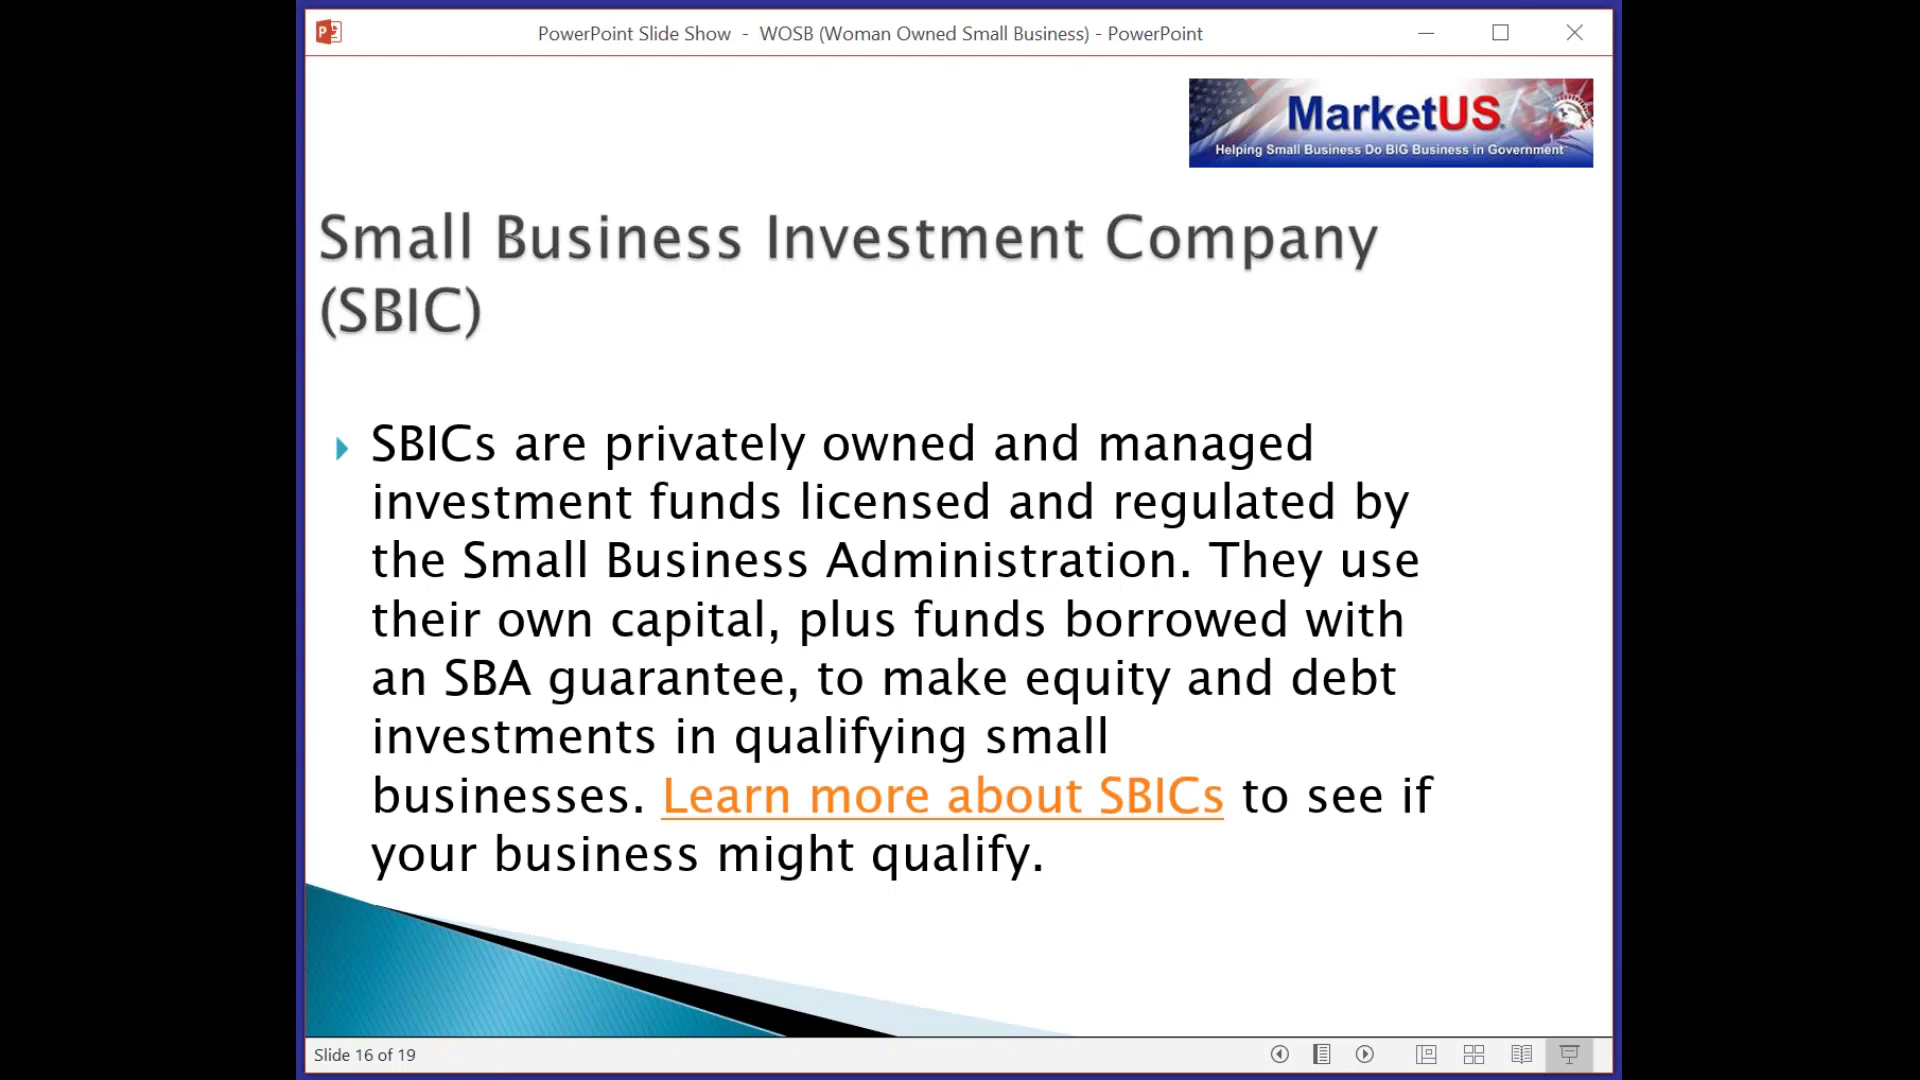 PowerPoint Slide Show - WOSB (Woman Owned Small Business) - PowerPoint
MarketUS
Helping Small Business Do BIG Business in Government
Small Business Investment Company
(SBIC)
SBICs are privately owned and managed
investment funds licensed and regulated by
the Small Business Administration. They use
their own capital, plus funds borrowed with
an SBA guarantee, to make equity and debt
investments in qualifying small
businesses. Learn more about SBICs to see if
your business might qualify.
Slide 16 of 19